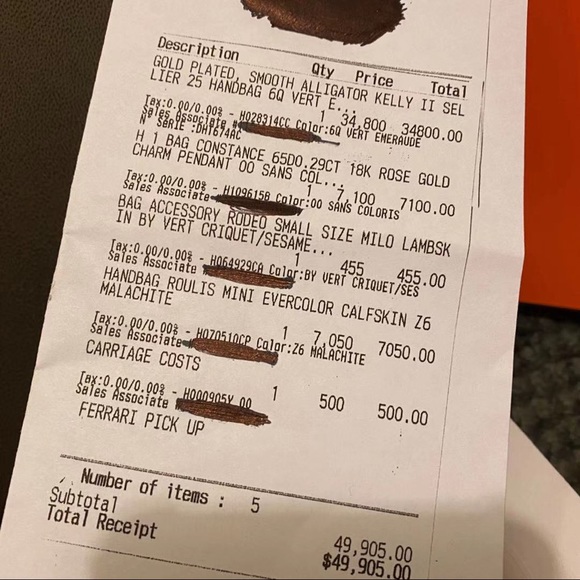 Description Qty Price Total
GOLD PLATED, SMOOTH ALLIGATOR KELLY II SEL
LIER 25 HANDBAG 6Q VERT E...
1 34,800 34800.00
Tax:0.00/0.00% - H028314CC Color:6Q VERT EMERAUDE
Sales Associate #
N° SERIE :DHT674AC
H 1 BAG CONSTANCE 65D0.29CT 18K ROSE GOLD
CHARM PENDANT 00 SANS COL...
1 7,100 7100.00
Tax:0.00/0.00% - H109615B Color:00 SANS COLORIS
Sales Associate
BAG ACCESSORY RODEO SMALL SIZE MILO LAMBSK
IN BY VERT CRIQUET/SESAME...
1 455 455.00
Tax:0.00/0.00% - H064929CA Color:BY VERT CRIQUET/SES
Sales Associate
HANDBAG ROULIS MINI EVERCOLOR CALFSKIN Z6
MALACHITE
1 7,050 7050.00
Tax:0.00/0.00% - H070510CP Color:Z6 MALACHITE
Sales Associate
CARRIAGE COSTS
1 500 500.00
Tax:0.00/0.00% - H000905Y 00
Sales Associate
FERRARI PICK UP
Number of items : 5
Subtotal 49,905.00
Total Receipt $49,905.00